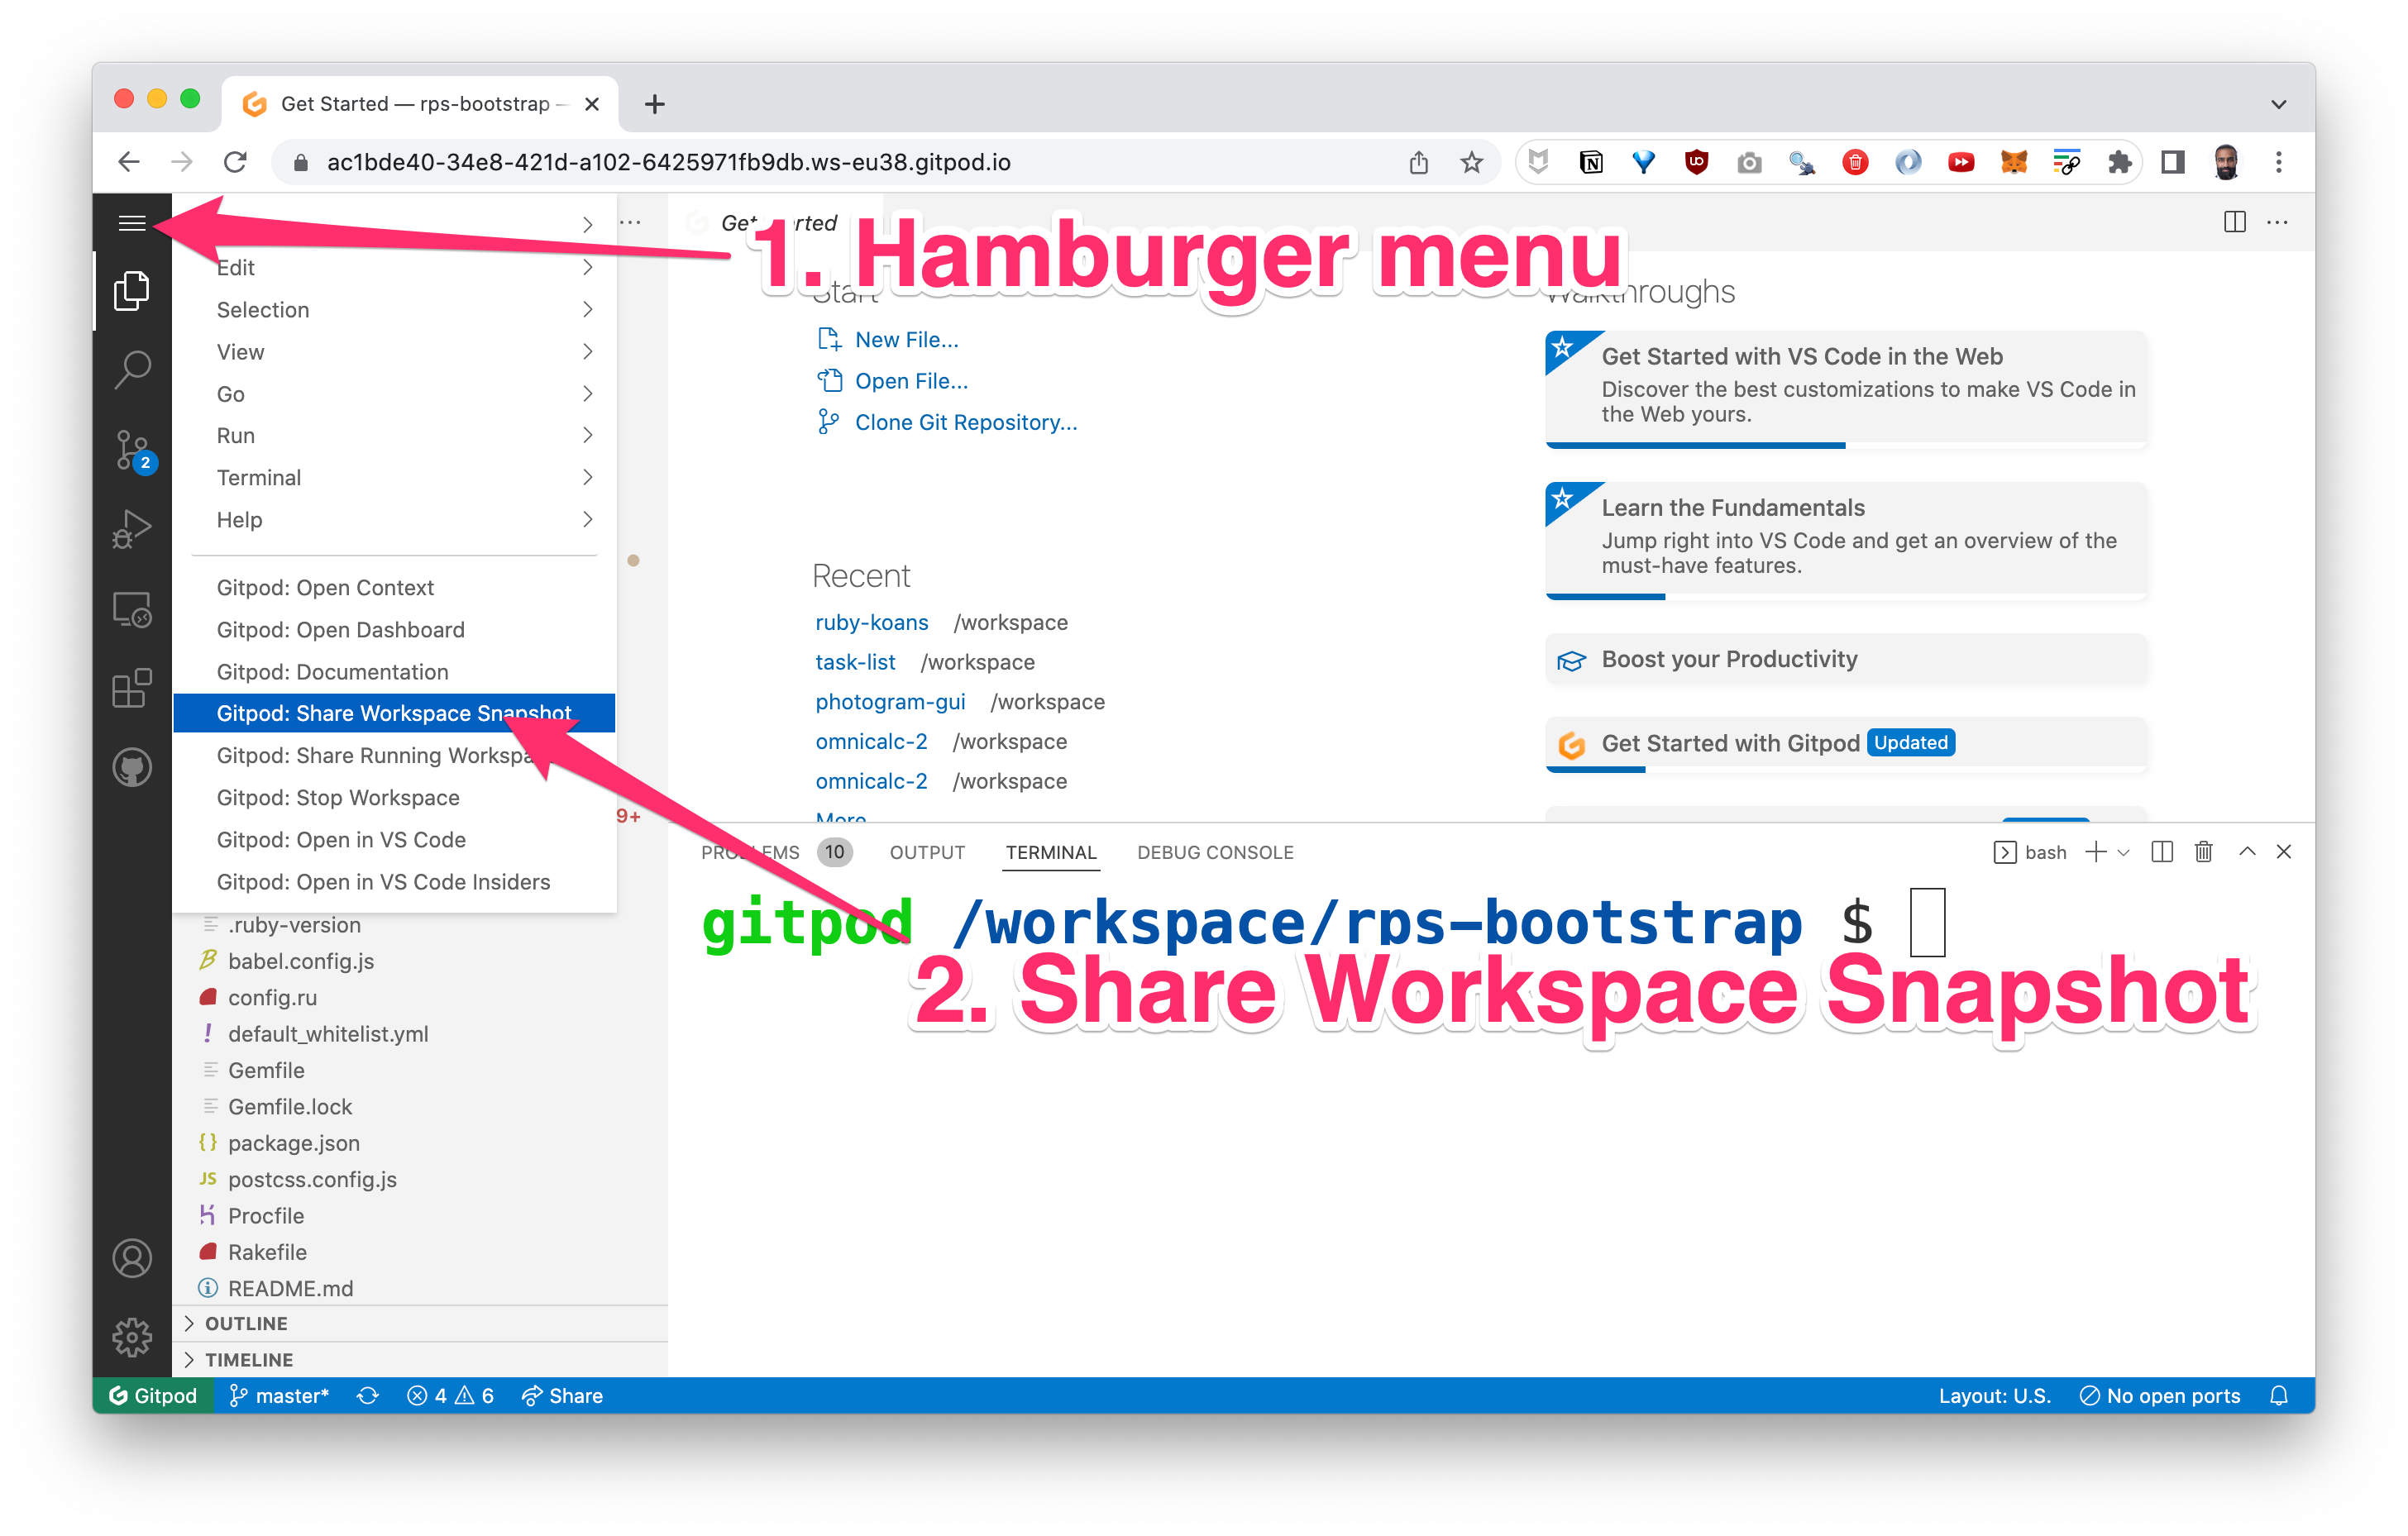 Get Started — rps-bootstrap —
ac1bde40-34e8-421d-a102-6425971fb9db.ws-eu38.gitpod.io
Edit
Selection
View
Go
Run
Terminal
Help
Gitpod: Open Context
Gitpod: Open Dashboard
Gitpod: Documentation
Gitpod: Share Workspace Snapshot
Gitpod: Share Running Workspa
Gitpod: Stop Workspace
Gitpod: Open in VS Code
Gitpod: Open in VS Code Insiders
2
9+
.ruby-version
babel.config.js
config.ru
default_whitelist.yml
Gemfile
Gemfile.lock
package.json
JS postcss.config.js
Procfile
Rakefile
README.md
OUTLINE
TIMELINE
1. Hamburger menu
Start
New File...
Open File...
Clone Git Repository...
Recent
ruby-koans /workspace
task-list /workspace
photogram-gui /workspace
omnicalc-2 /workspace
omnicalc-2 /workspace
More
Walkthroughs
Get Started with VS Code in the Web
Discover the best customizations to make VS Code in
the Web yours.
Learn the Fundamentals
Jump right into VS Code and get an overview of the
must-have features.
Boost your Productivity
Get Started with Gitpod Updated
PROBLEMS 10 OUTPUT TERMINAL DEBUG CONSOLE bash
gitpod /workspace/rps-bootstrap $
2. Share Workspace Snapshot
Gitpod master* 4 6 Share Layout: U.S. No open ports